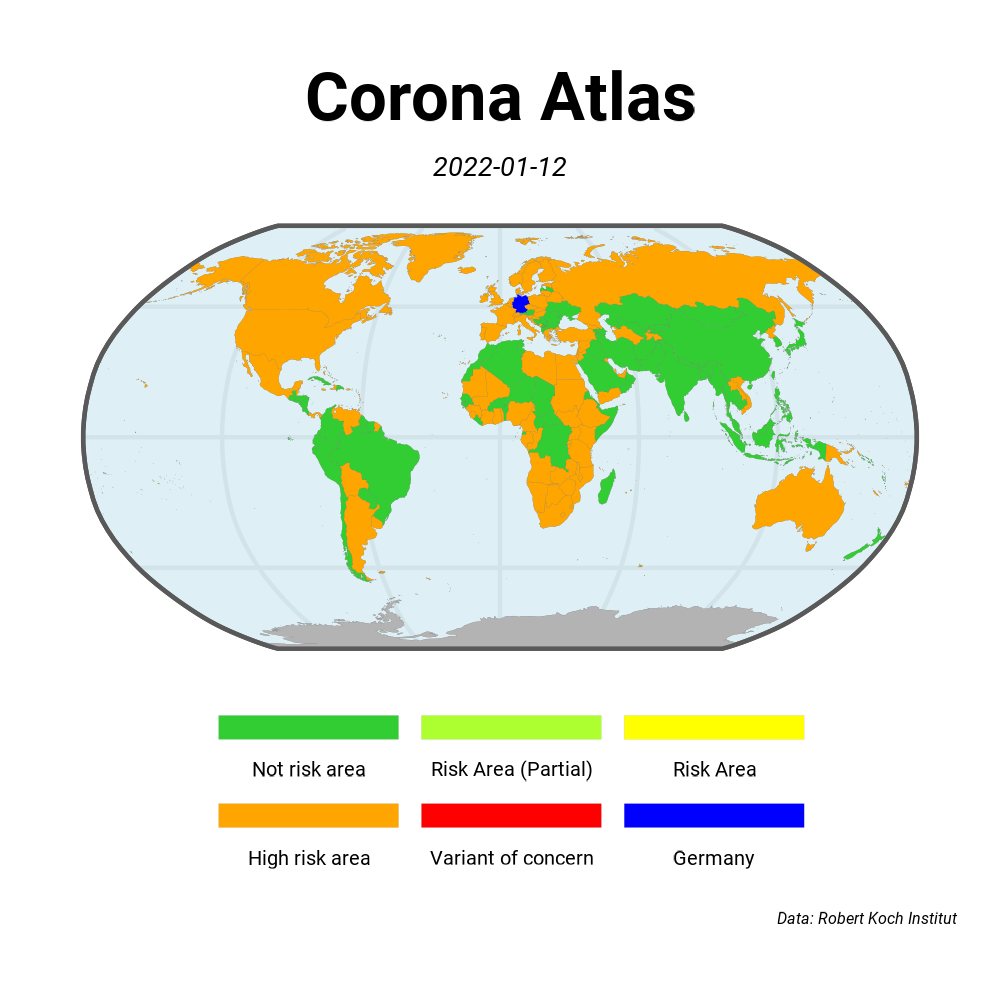 Corona Atlas
2022-01-12
Not risk area
Risk Area (Partial)
Risk Area
High risk area
Variant of concern
Germany
Data: Robert Koch Institut